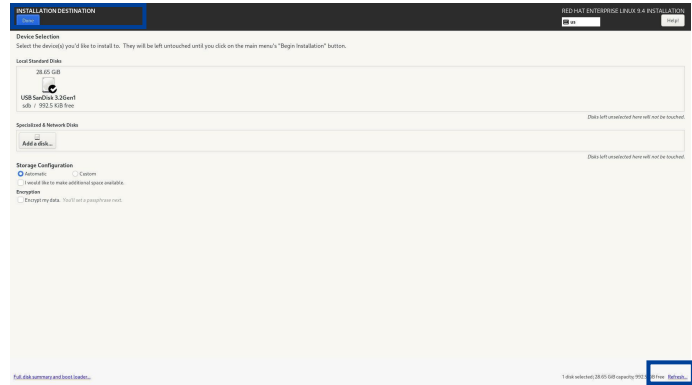 INSTALLATION DESTINATION
RED HAT ENTERPRISE LINUX 9.4 INSTALLATION
Done
us
Help!
Device Selection
Select the device(s) you'd like to install to. They will be left untouched until you click on the main menu's "Begin Installation" button.
Local Standard Disks
28.65 GiB
USB SanDisk 3.2Gen1
sdb / 992.5 KiB free
Disks left unselected here will not be touched.
Specialized & Network Disks
Add a disk...
Disks left unselected here will not be touched.
Storage Configuration
Automatic Custom
I would like to make additional space available.
Encryption
Encrypt my data. You'll set a passphrase next.
Full disk summary and boot loader...
1 disk selected; 28.65 GiB capacity; 992.5 free Refresh...